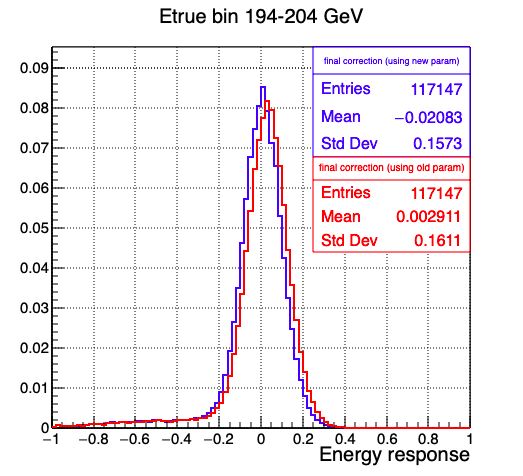 Etrue bin 194-204 GeV
final correction (using new param)
Entries 117147
Mean −0.02083
Std Dev 0.1573
final correction (using old param)
Entries 117147
Mean 0.002911
Std Dev 0.1611
0.09
0.08
0.07
0.06
0.05
0.04
0.03
0.02
0.01
0
−1 −0.8 −0.6 −0.4 −0.2 0 0.2 0.4 0.6 0.8 1
Energy response